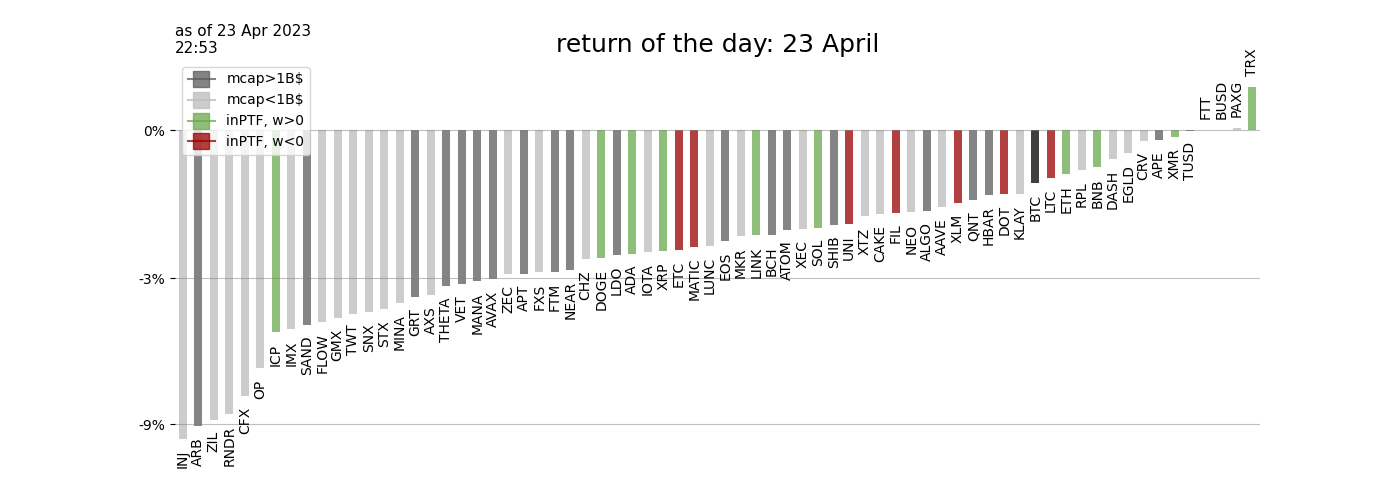 as of 23 Apr 2023
22:53
return of the day: 23 April
mcap>1B$
mcap<1B$
inPTF, w>0
inPTF, w<0
0%
-3%
-9%
INJ
ARB
ZIL
RNDR
CFX
OP
ICP
IMX
SAND
FLOW
GMX
TWT
SNX
STX
MINA
GRT
AXS
THETA
VET
MANA
AVAX
ZEC
APT
FXS
FTM
NEAR
CHZ
DOGE
LDO
ADA
IOTA
XRP
ETC
MATIC
LUNC
EOS
MKR
LINK
BCH
ATOM
XEC
SOL
SHIB
UNI
XTZ
CAKE
FIL
NEO
ALGO
AAVE
XLM
QNT
HBAR
DOT
KLAY
BTC
LTC
ETH
RPL
BNB
DASH
EGLD
CRV
APE
XMR
TUSD
FTT
BUSD
PAXG
TRX